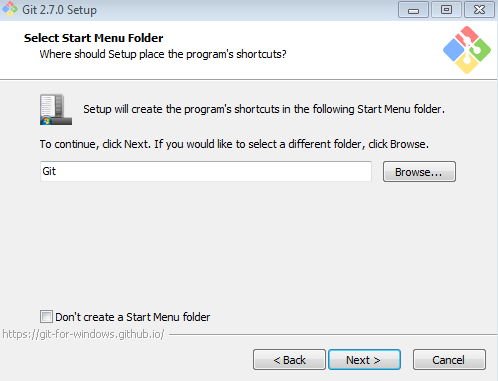 Git 2.7.0 Setup
Select Start Menu Folder
Where should Setup place the program's shortcuts?
Setup will create the program's shortcuts in the following Start Menu folder.
To continue, click Next. If you would like to select a different folder, click Browse.
Git
Browse...
Don't create a Start Menu folder
https://git-for-windows.github.io/
< Back
Next >
Cancel